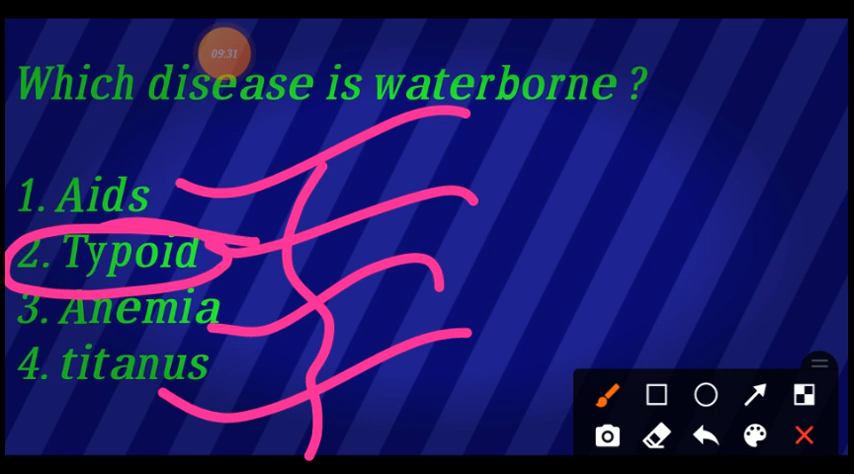 09:31
Which disease is waterborne ?
1. Aids
2. Typoid
3. Anemia
4. titanus